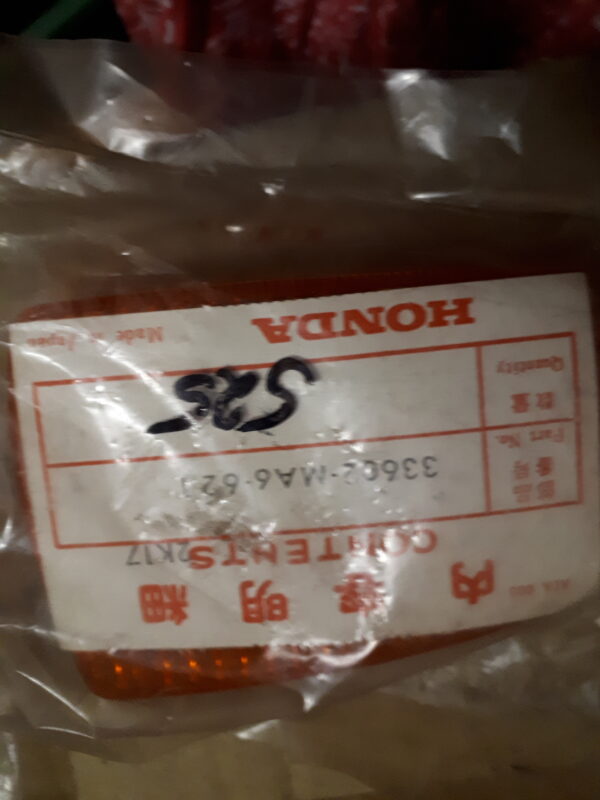 内容明細
CONTENTS 2K17
部品番号 Part No. 33602-MA6-621
数量 Quantity S25-
HONDA Made in Japan